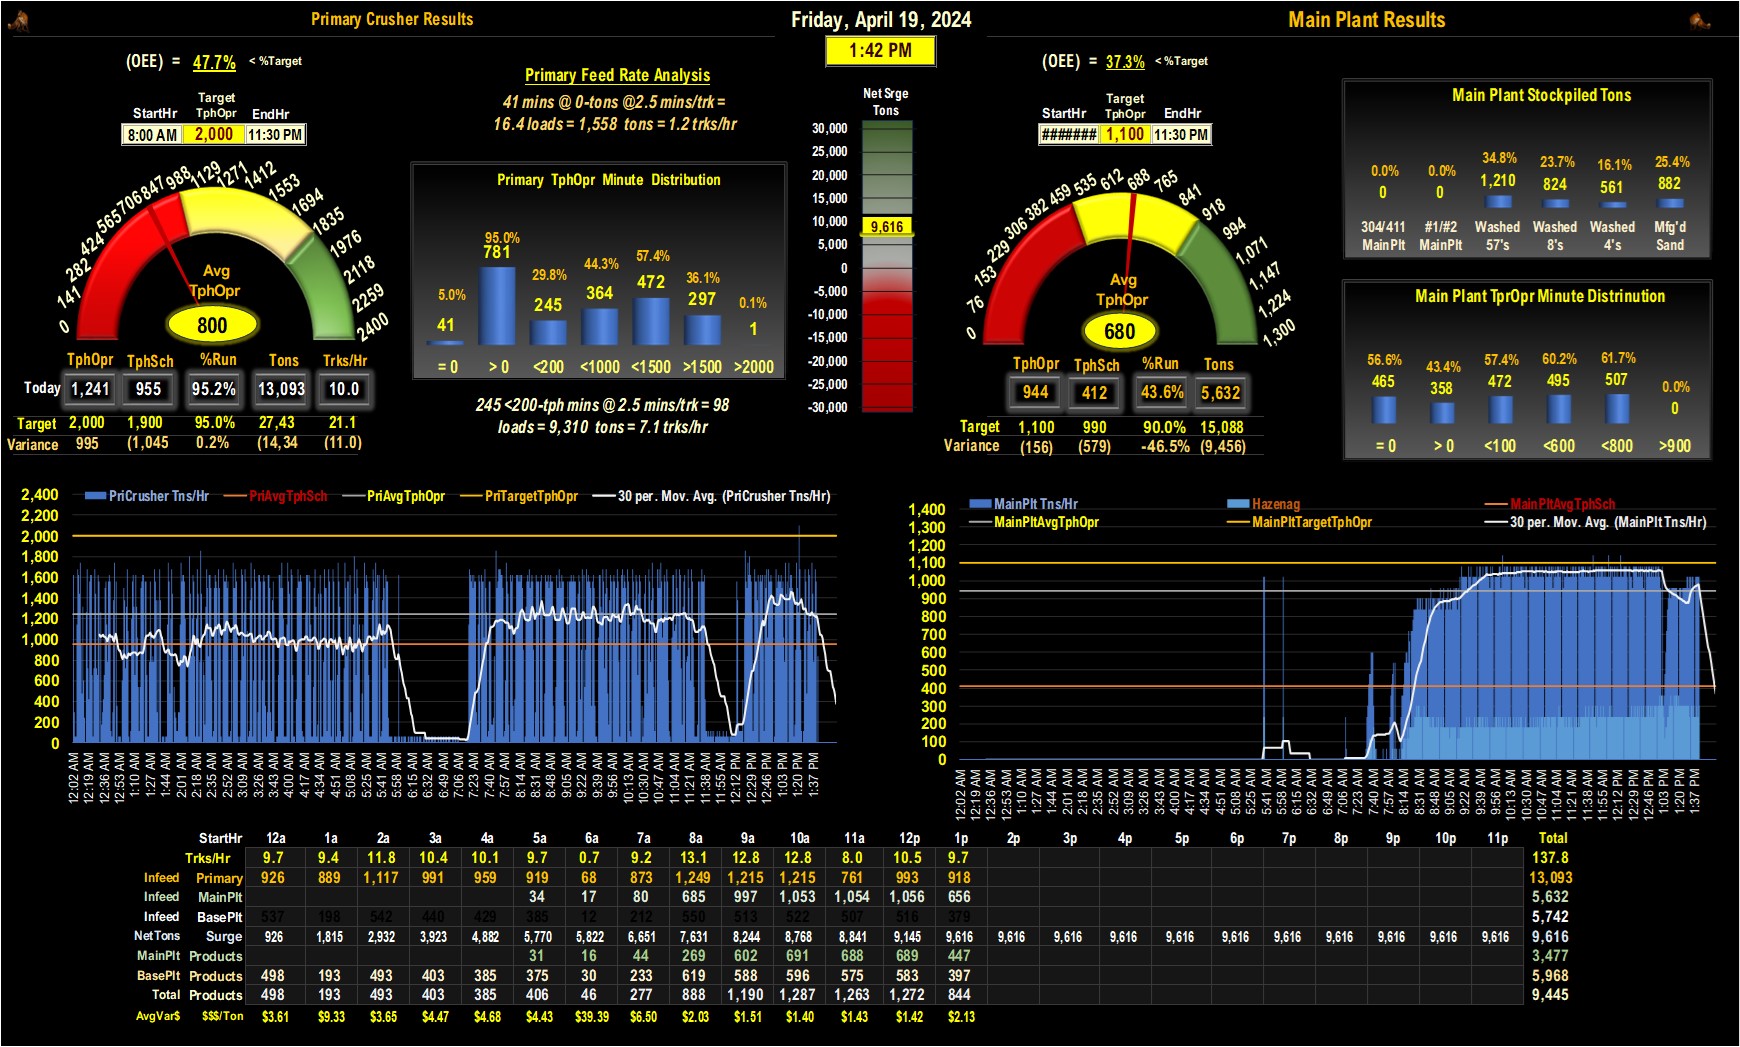 Primary Crusher Results
Friday, April 19, 2024
Main Plant Results
1:42 PM
(OEE) = 47.7% < %Target
StartHr Target TphOpr EndHr
8:00 AM 2,000 11:30 PM
0 141 282 424 565 706 847 988 1129 1271 1412 1553 1694 1835 1976 2118 2259 2400
Avg
TphOpr
800
TphOpr TphSch %Run Tons Trks/Hr
Today 1,241 955 95.2% 13,093 10.0
Target 2,000 1,900 95.0% 27,43 21.1
Variance 995 (1,045 0.2% (14,34 (11.0)
Primary Feed Rate Analysis
41 mins @ 0-tons @2.5 mins/trk =
16.4 loads = 1,558 tons = 1.2 trks/hr
Primary TphOpr Minute Distribution
5.0% 95.0% 29.8% 44.3% 57.4% 36.1% 0.1%
41 781 245 364 472 297 1
= 0 > 0 <200 <1000 <1500 >1500 >2000
245 <200-tph mins @ 2.5 mins/trk = 98
loads = 9,310 tons = 7.1 trks/hr
Net Srge
Tons
30,000
25,000
20,000
15,000
10,000
9,616
5,000
0
-5,000
-10,000
-15,000
-20,000
-25,000
-30,000
(OEE) = 37.3% < %Target
StartHr Target TphOpr EndHr
####### 1,100 11:30 PM
0 76 153 229 306 382 459 535 612 688 765 841 918 994 1,071 1,147 1,224 1,300
Avg
TphOpr
680
TphOpr TphSch %Run Tons
944 412 43.6% 5,632
Target 1,100 990 90.0% 15,088
Variance (156) (579) -46.5% (9,456)
Main Plant Stockpiled Tons
0.0% 0.0% 34.8% 23.7% 16.1% 25.4%
0 0 1,210 824 561 882
304/411 #1/#2 Washed Washed Washed Mfg'd
MainPlt MainPlt 57's 8's 4's Sand
Main Plant TprOpr Minute Distrinution
56.6% 43.4% 57.4% 60.2% 61.7% 0.0%
465 358 472 495 507 0
= 0 > 0 <100 <600 <800 >900
PriCrusher Tns/Hr PriAvgTphSch PriAvgTphOpr PriTargetTphOpr 30 per. Mov. Avg. (PriCrusher Tns/Hr)
2,400
2,200
2,000
1,800
1,600
1,400
1,200
1,000
800
600
400
200
0
12:02 AM 12:19 AM 12:36 AM 12:53 AM 1:10 AM 1:27 AM 1:44 AM 2:01 AM 2:18 AM 2:35 AM 2:52 AM 3:09 AM 3:26 AM 3:43 AM 4:00 AM 4:17 AM 4:34 AM 4:51 AM 5:08 AM 5:25 AM 5:41 AM 5:58 AM 6:15 AM 6:32 AM 6:49 AM 7:06 AM 7:23 AM 7:40 AM 7:57 AM 8:14 AM 8:31 AM 8:48 AM 9:05 AM 9:22 AM 9:39 AM 9:56 AM 10:13 AM 10:30 AM 10:47 AM 11:04 AM 11:21 AM 11:38 AM 11:55 AM 12:12 PM 12:29 PM 12:46 PM 1:03 PM 1:20 PM 1:37 PM
MainPlt Tns/Hr Hazenag MainPltAvgTphSch
MainPltAvgTphOpr MainPltTargetTphOpr 30 per. Mov. Avg. (MainPlt Tns/Hr)
1,400
1,300
1,200
1,100
1,000
900
800
700
600
500
400
300
200
100
0
12:02 AM 12:19 AM 12:36 AM 12:53 AM 1:10 AM 1:27 AM 1:44 AM 2:01 AM 2:18 AM 2:35 AM 2:52 AM 3:09 AM 3:26 AM 3:43 AM 4:00 AM 4:17 AM 4:34 AM 4:51 AM 5:08 AM 5:25 AM 5:41 AM 5:58 AM 6:15 AM 6:32 AM 6:49 AM 7:06 AM 7:23 AM 7:40 AM 7:57 AM 8:14 AM 8:31 AM 8:48 AM 9:05 AM 9:22 AM 9:39 AM 9:56 AM 10:13 AM 10:30 AM 10:47 AM 11:04 AM 11:21 AM 11:38 AM 11:55 AM 12:12 PM 12:29 PM 12:46 PM 1:03 PM 1:20 PM 1:37 PM
StartHr 12a 1a 2a 3a 4a 5a 6a 7a 8a 9a 10a 11a 12p 1p 2p 3p 4p 5p 6p 7p 8p 9p 10p 11p Total
Trks/Hr 9.7 9.4 11.8 10.4 10.1 9.7 0.7 9.2 13.1 12.8 12.8 8.0 10.5 9.7 137.8
Infeed Primary 926 889 1,117 991 959 919 68 873 1,249 1,215 1,215 761 993 918 13,093
Infeed MainPlt 34 17 80 685 997 1,053 1,054 1,056 656 5,632
Infeed BasePlt 537 198 542 440 429 385 12 212 550 513 522 507 516 379 5,742
NetTons Surge 926 1,815 2,932 3,923 4,882 5,770 5,822 6,651 7,631 8,244 8,768 8,841 9,145 9,616 9,616 9,616 9,616 9,616 9,616 9,616 9,616 9,616 9,616 9,616 9,616
MainPlt Products 31 16 44 269 602 691 688 689 447 3,477
BasePlt Products 498 193 493 403 385 375 30 233 619 588 596 575 583 397 5,968
Total Products 498 193 493 403 385 406 46 277 888 1,190 1,287 1,263 1,272 844 9,445
AvgVar$ $$$/Ton $3.61 $9.33 $3.65 $4.47 $4.68 $4.43 $39.39 $6.50 $2.03 $1.51 $1.40 $1.43 $1.42 $2.13